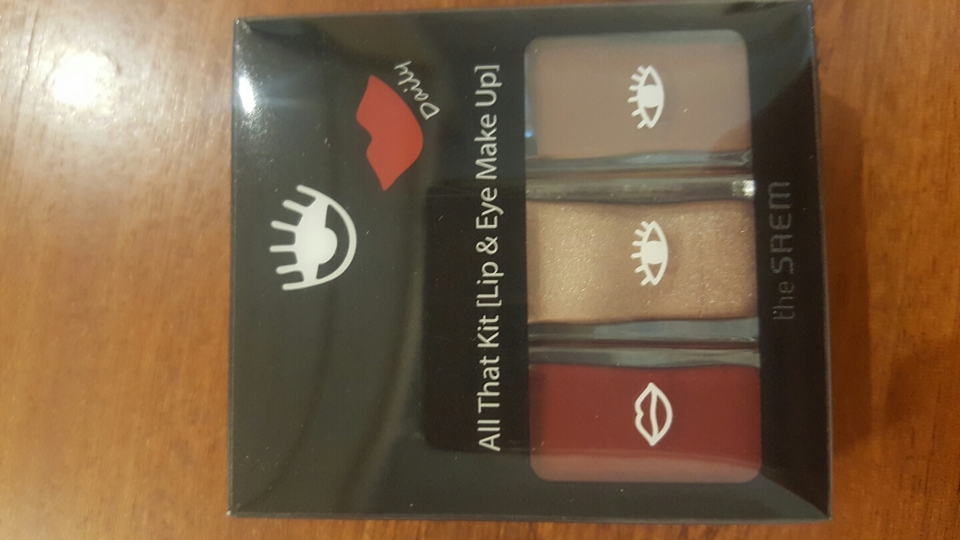 Daily
All That Kit [Lip & Eye Make Up]
the SAEM